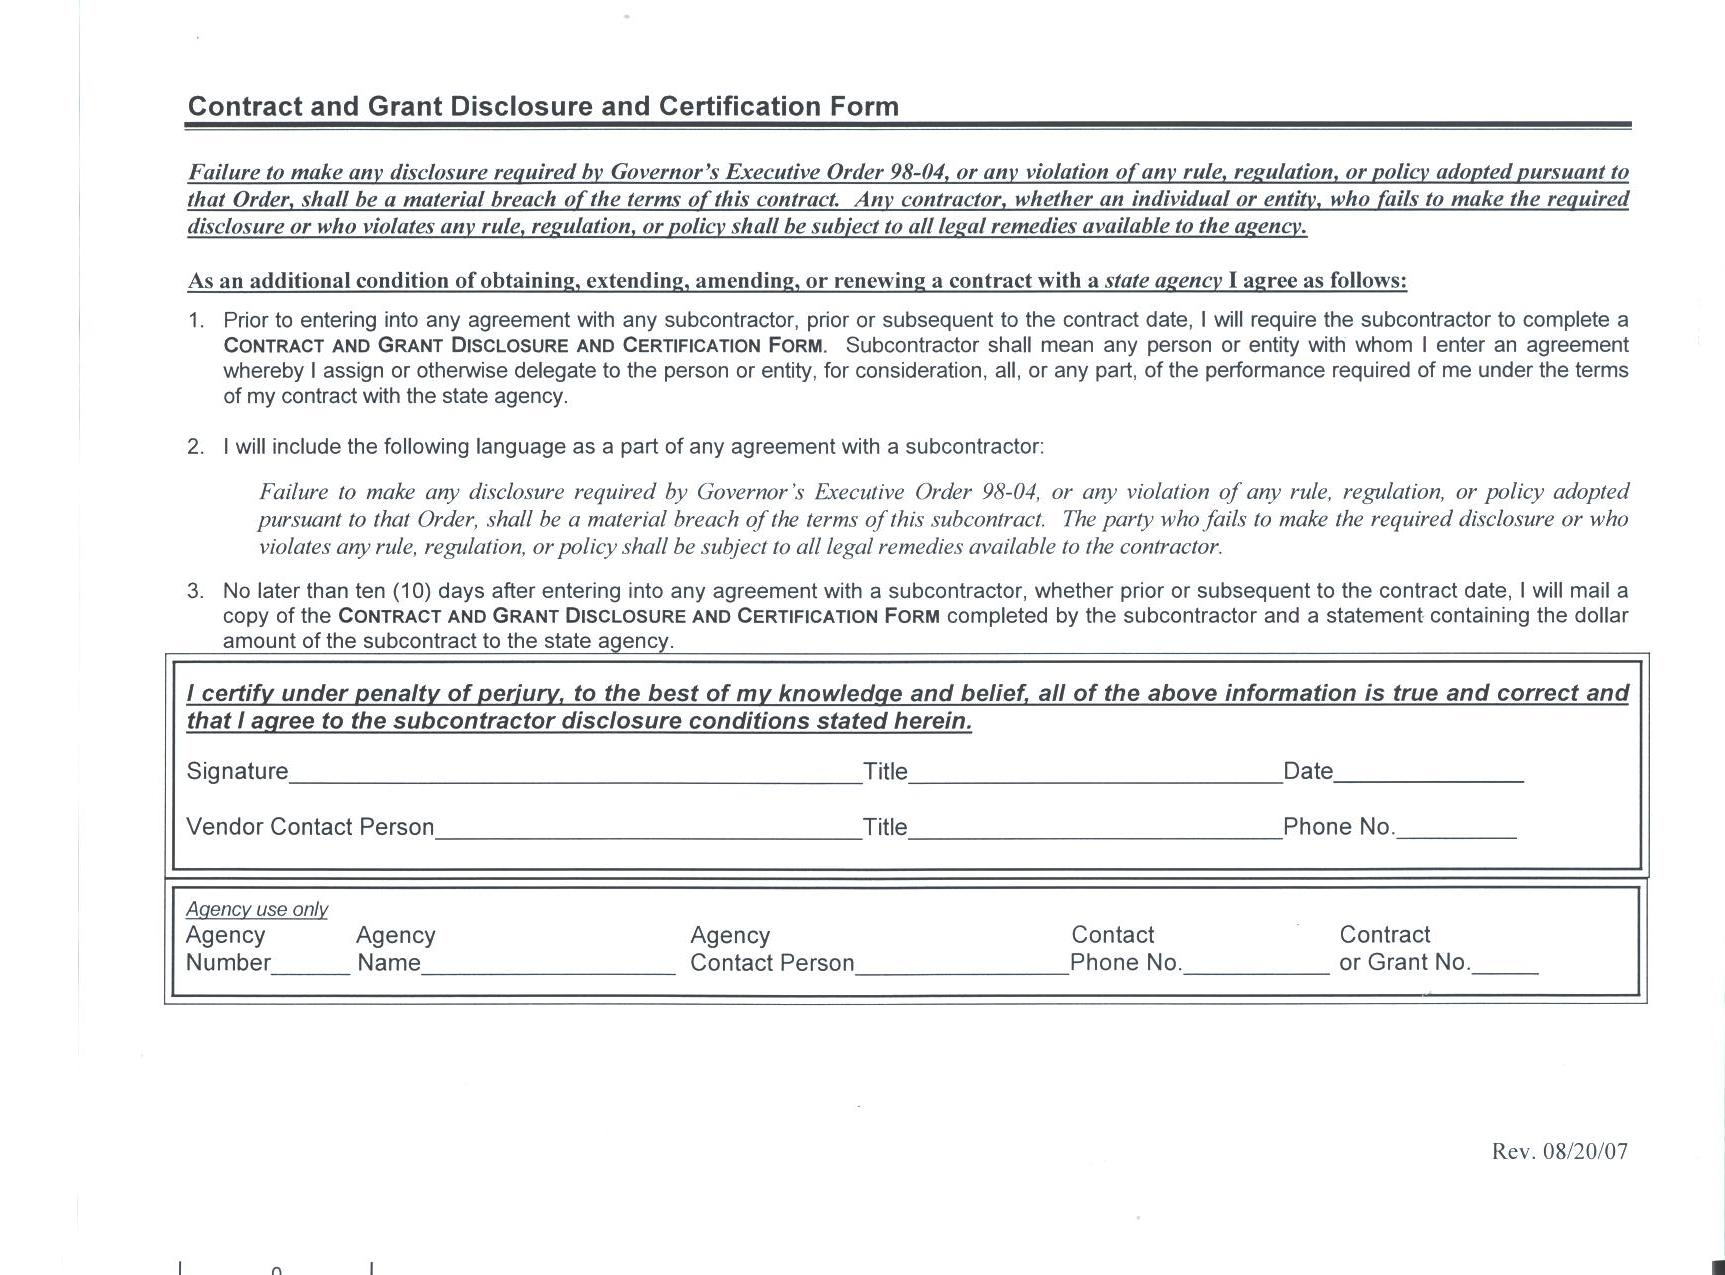 Contract and Grant Disclosure and Certification Form
Failure to make any disclosure required by Governor's Executive Order 98-04, or any violation of any rule, regulation, or policy adopted pursuant to
that Order, shall be a material breach of the terms of this contract. Any contractor, whether an individual or entity, who fails to make the required
disclosure or who violates any rule, regulation, or policy shall be subject to all legal remedies available to the agency.
As an additional condition of obtaining, extending, amending, or renewing a contract with a state agency I agree as follows:
1. Prior to entering into any agreement with any subcontractor, prior or subsequent to the contract date, I will require the subcontractor to complete a
CONTRACT AND GRANT DISCLOSURE AND CERTIFICATION FORM. Subcontractor shall mean any person or entity with whom I enter an agreement
whereby I assign or otherwise delegate to the person or entity, for consideration, all, or any part, of the performance required of me under the terms
of my contract with the state agency.
2. I will include the following language as a part of any agreement with a subcontractor:
Failure to make any disclosure required by Governor's Executive Order 98-04, or any violation of any rule, regulation, or policy adopted
pursuant to that Order, shall be a material breach of the terms of this subcontract. The party who fails to make the required disclosure or who
violates any rule, regulation, or policy shall be subject to all legal remedies available to the contractor.
3. No later than ten (10) days after entering into any agreement with a subcontractor, whether prior or subsequent to the contract date, I will mail a
copy of the CONTRACT AND GRANT DISCLOSURE AND CERTIFICATION FORM completed by the subcontractor and a statement containing the dollar
amount of the subcontract to the state agency.
I certify under penalty of perjury, to the best of my knowledge and belief, all of the above information is true and correct and
that I agree to the subcontractor disclosure conditions stated herein.
Signature___Title___Date___
Vendor Contact Person___Title___Phone No.___
Agency use only
Agency Agency Agency Contact Contract
Number___ Name___ Contact Person___Phone No.___ or Grant No.___
Rev. 08/20/07